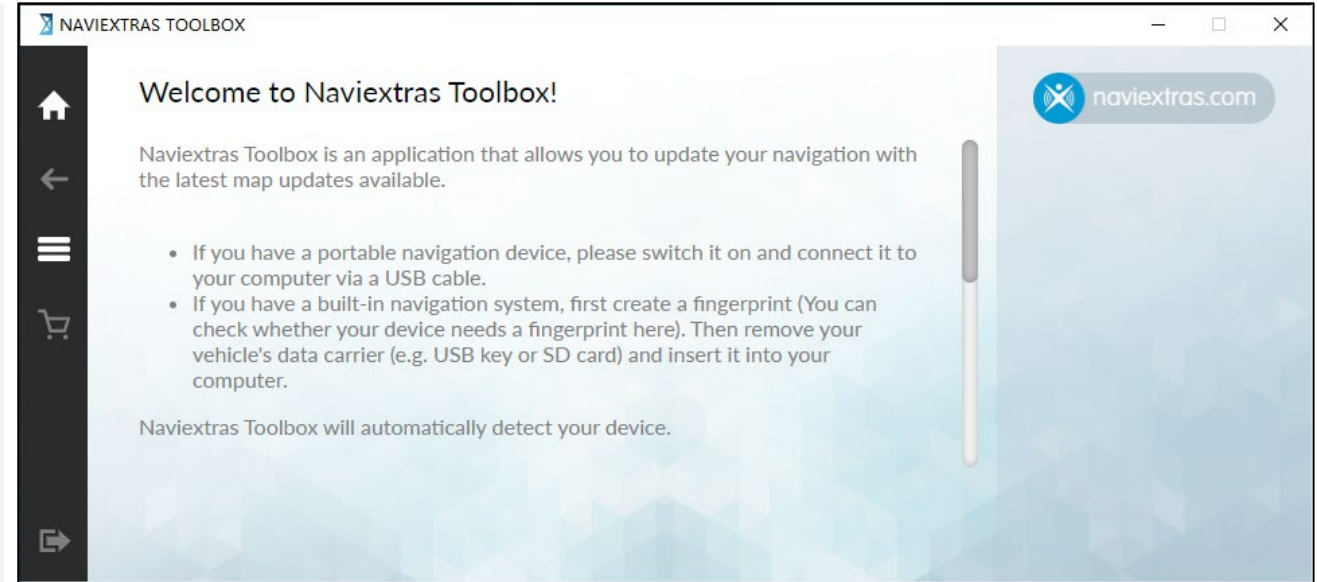 NAVIEXTRAS TOOLBOX
Welcome to Naviextras Toolbox!
naviextras.com
Naviextras Toolbox is an application that allows you to update your navigation with
the latest map updates available.
• If you have a portable navigation device, please switch it on and connect it to
your computer via a USB cable.
• If you have a built-in navigation system, first create a fingerprint (You can
check whether your device needs a fingerprint here). Then remove your
vehicle's data carrier (e.g. USB key or SD card) and insert it into your
computer.
Naviextras Toolbox will automatically detect your device.